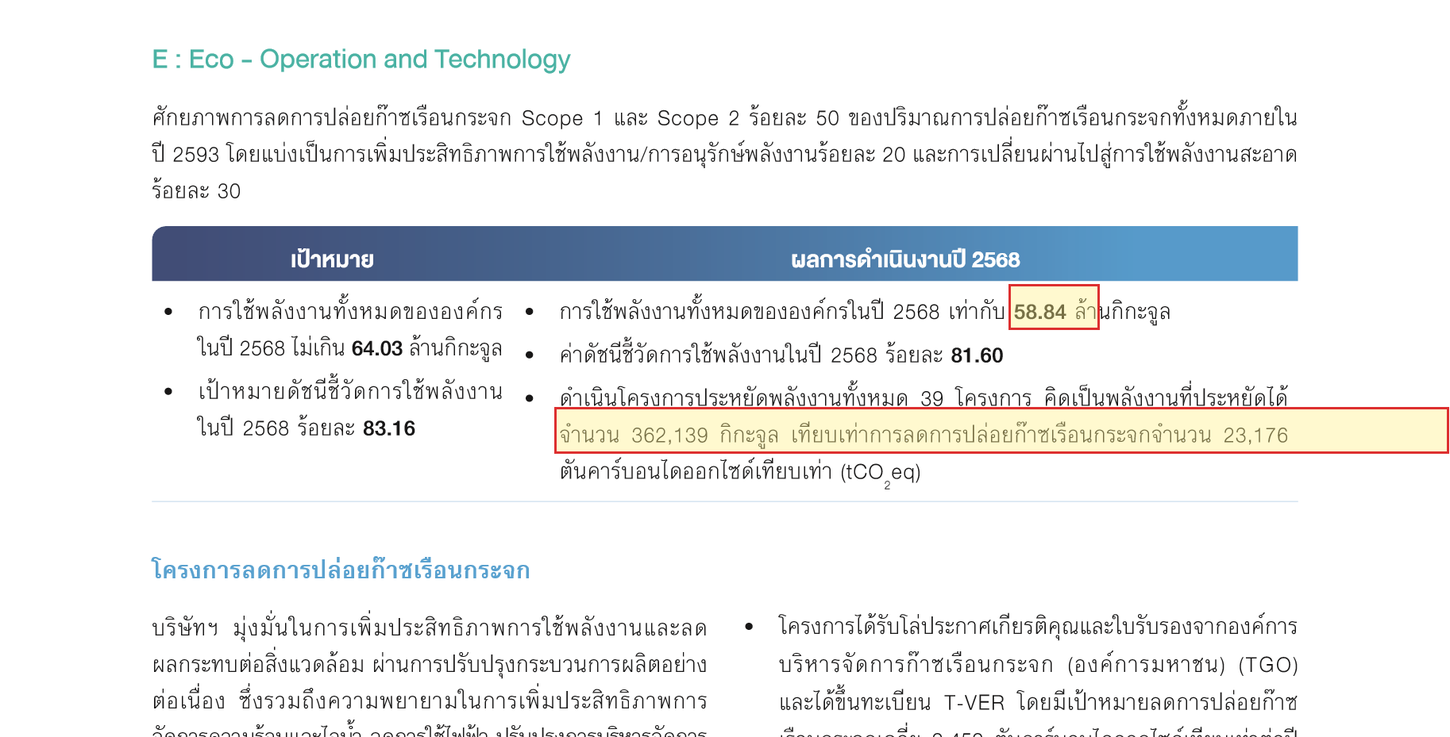 E : Eco - Operation and Technology
ศักยภาพการลดการปล่อยก๊าซเรือนกระจก Scope 1 และ Scope 2 ร้อยละ 50 ของปริมาณการปล่อยก๊าซเรือนกระจกทั้งหมดภายใน
ปี 2593 โดยแบ่งเป็นการเพิ่มประสิทธิภาพการใช้พลังงาน/การอนุรักษ์พลังงานร้อยละ 20 และการเปลี่ยนผ่านไปสู่การใช้พลังงานสะอาด
ร้อยละ 30
เป้าหมาย
ผลการดำเนินงานปี 2568
• การใช้พลังงานทั้งหมดขององค์กร
ในปี 2568 ไม่เกิน 64.03 ล้านกิกะจูล
• เป้าหมายดัชนีชี้วัดการใช้พลังงาน
ในปี 2568 ร้อยละ 83.16
• การใช้พลังงานทั้งหมดขององค์กรในปี 2568 เท่ากับ 58.84 ล้านกิกะจูล
• ค่าดัชนีชี้วัดการใช้พลังงานในปี 2568 ร้อยละ 81.60
• ดำเนินโครงการประหยัดพลังงานทั้งหมด 39 โครงการ คิดเป็นพลังงานที่ประหยัดได้
จำนวน 362,139 กิกะจูล เทียบเท่าการลดการปล่อยก๊าซเรือนกระจกจำนวน 23,176
ตันคาร์บอนไดออกไซด์เทียบเท่า (tCO2eq)
โครงการลดการปล่อยก๊าซเรือนกระจก
บริษัทฯ มุ่งมั่นในการเพิ่มประสิทธิภาพการใช้พลังงานและลด
ผลกระทบต่อสิ่งแวดล้อม ผ่านการปรับปรุงกระบวนการผลิตอย่าง
ต่อเนื่อง ซึ่งรวมถึงความพยายามในการเพิ่มประสิทธิภาพการ
• โครงการได้รับโล่ประกาศเกียรติคุณและใบรับรองจากองค์การ
บริหารจัดการก๊าซเรือนกระจก (องค์การมหาชน) (TGO)
และได้ขึ้นทะเบียน T-VER โดยมีเป้าหมายลดการปล่อยก๊าซ